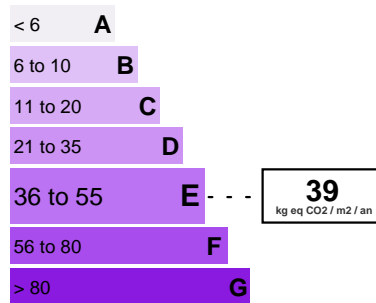 < 6 A
6 to 10 B
11 to 20 C
21 to 35 D
36 to 55 E
39
kg eq CO2 / m2 / an
56 to 80 F
> 80 G